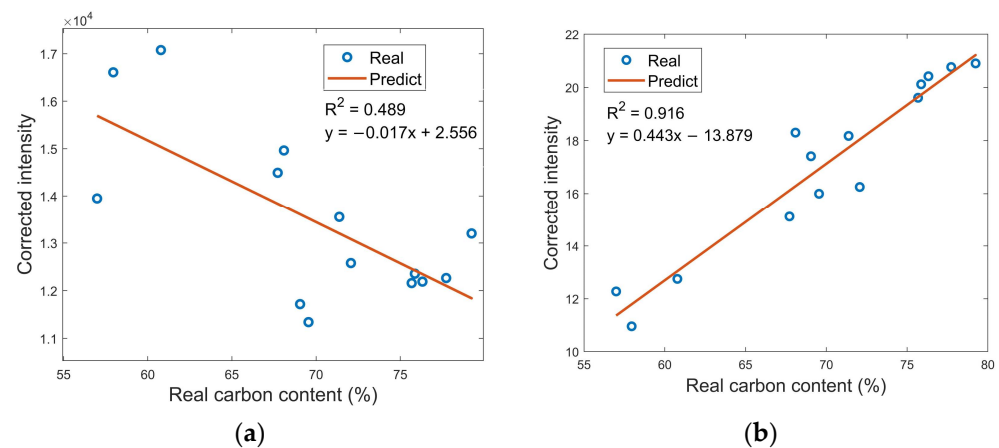 ×10⁴
1.7
1.6
1.5
1.4
1.3
1.2
1.1
Corrected intensity
Real
Predict
R² = 0.489
y = −0.017x + 2.556
55 60 65 70 75
Real carbon content (%)
(a)
22
20
18
16
14
12
10
Corrected intensity
Real
Predict
R² = 0.916
y = 0.443x − 13.879
55 60 65 70 75 80
Real carbon content (%)
(b)